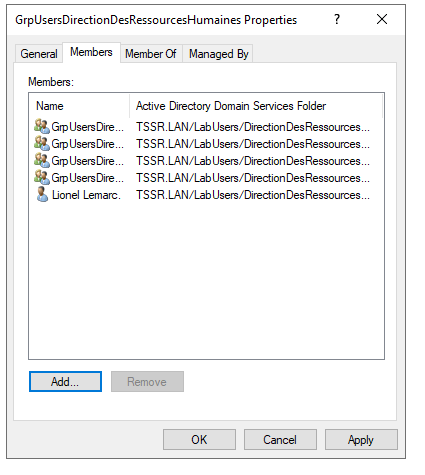 GrpUsersDirectionDesRessourcesHumaines Properties ? ×
General Members Member Of Managed By
Members:
Name Active Directory Domain Services Folder
GrpUsersDire... TSSR.LAN/LabUsers/DirectionDesRessources...
GrpUsersDire... TSSR.LAN/LabUsers/DirectionDesRessources...
GrpUsersDire... TSSR.LAN/LabUsers/DirectionDesRessources...
GrpUsersDire... TSSR.LAN/LabUsers/DirectionDesRessources...
Lionel Lemarc. TSSR.LAN/LabUsers/DirectionDesRessources...
Add... Remove
OK Cancel Apply